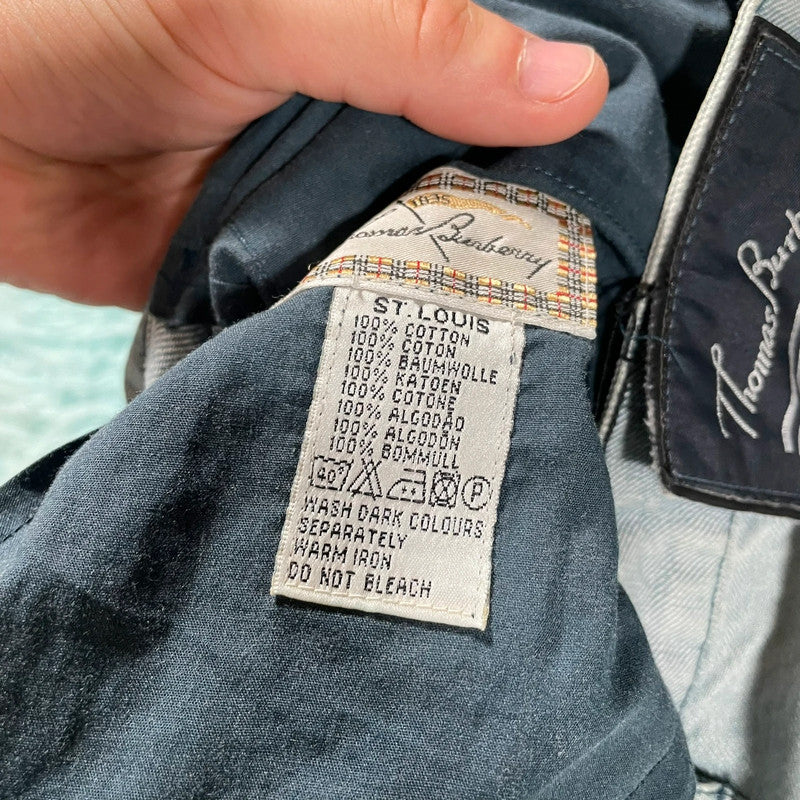 Thomas Burberry
ST. LOUIS
100% COTTON
100% COTON
100% BAUMWOLLE
100% KATOEN
100% COTONE
100% ALGODÃO
100% ALGODÓN
100% BOMMULL
40° P
WASH DARK COLOURS
SEPARATELY
WARM IRON
DO NOT BLEACH
Thomas Burb